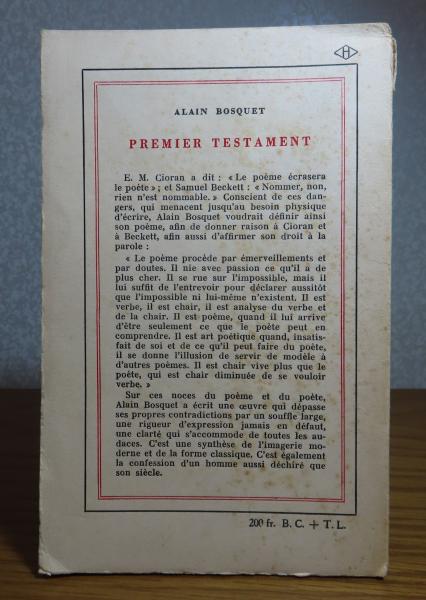 H
ALAIN BOSQUET
PREMIER TESTAMENT
E. M. Cioran a dit : « Le poème écrasera
le poète » ; et Samuel Beckett : « Nommer, non,
rien n'est nommable. » Conscient de ces dan-
gers, qui menacent jusqu'au besoin physique
d'écrire, Alain Bosquet voudrait définir ainsi
son poème, afin de donner raison à Cioran et
à Beckett, afin aussi d'affirmer son droit à la
parole :
« Le poème procède par émerveillements et
par doutes. Il nie avec passion ce qu'il a de
plus cher. Il se rue sur l'impossible, mais il
lui suffit de l'entrevoir pour déclarer aussitôt
que l'impossible ni lui-même n'existent. Il est
verbe, il est chair, il est analyse du verbe et
de la chair. Il est poème, quand il lui arrive
d'être seulement ce que le poète peut en
comprendre. Il est art poétique quand, insatis-
fait de soi et de ce qu'il peut faire du poète,
il se donne l'illusion de servir de modèle à
d'autres poèmes. Il est chair vive plus que le
poète, qui est chair diminuée de se vouloir
verbe. »
Sur ces noces du poème et du poète,
Alain Bosquet a écrit une œuvre qui dépasse
ses propres contradictions par un souffle large,
une rigueur d'expression jamais en défaut,
une clarté qui s'accommode de toutes les au-
daces. C'est une synthèse de l'imagerie mo-
derne et de la forme classique. C'est également
la confession d'un homme aussi déchiré que
son siècle.
200 fr. B. C. + T. L.